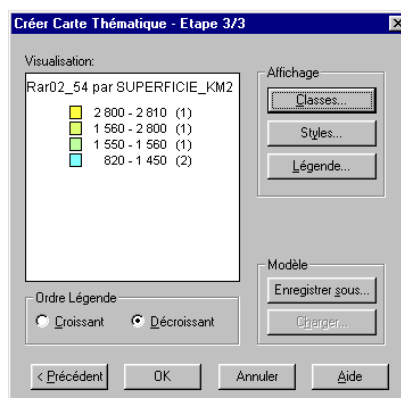 Créer Carte Thématique - Etape 3/3
Visualisation:
Rar02_54 par SUPERFICIE_KM2
2 800 - 2 810 (1)
1 560 - 2 800 (1)
1 550 - 1 560 (1)
820 - 1 450 (2)
Affichage
Classes...
Styles...
Légende...
Ordre Légende
Croissant
Décroissant
Modèle
Enregistrer sous...
Charger...
< Précédent
OK
Annuler
Aide